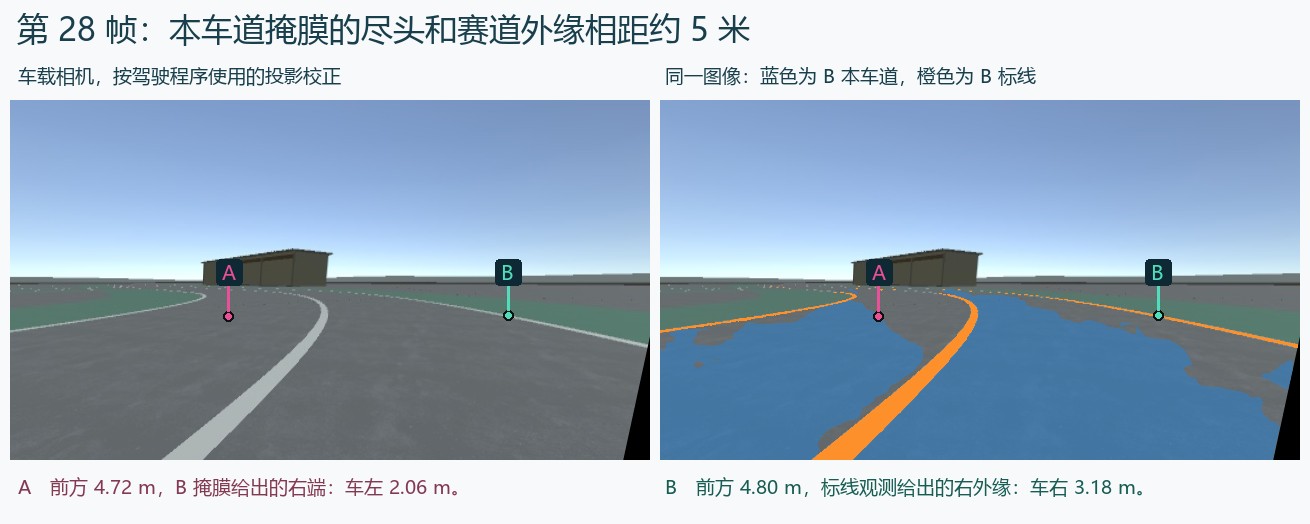 第 28 帧：本车道掩膜的尽头和赛道外缘相距约 5 米
车载相机，按驾驶程序使用的投影校正
同一图像：蓝色为 B 本车道，橙色为 B 标线
A
B
A
B
A 前方 4.72 m，B 掩膜给出的右端：车左 2.06 m。
B 前方 4.80 m，标线观测给出的右外缘：车右 3.18 m。